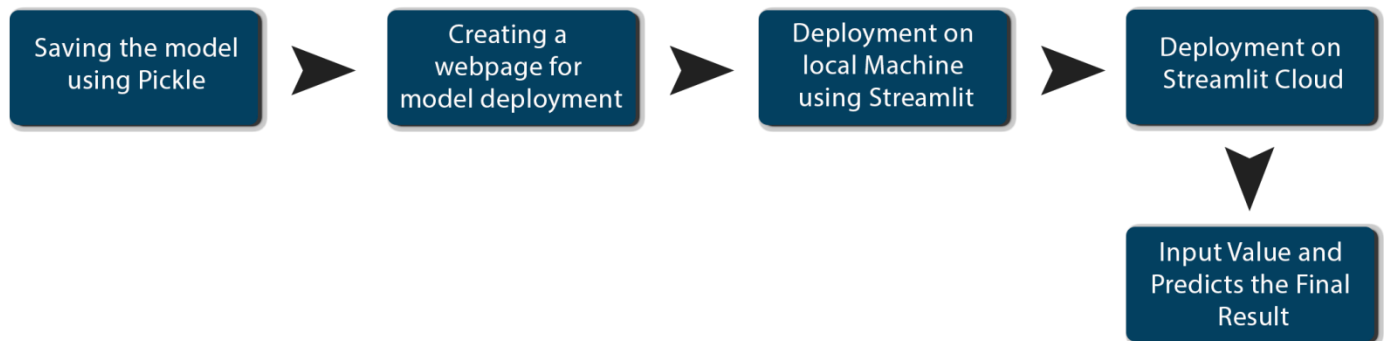 Saving the model
using Pickle
Creating a
webpage for
model deployment
Deployment on
local Machine
using Streamlit
Deployment on
Streamlit Cloud
Input Value and
Predicts the Final
Result